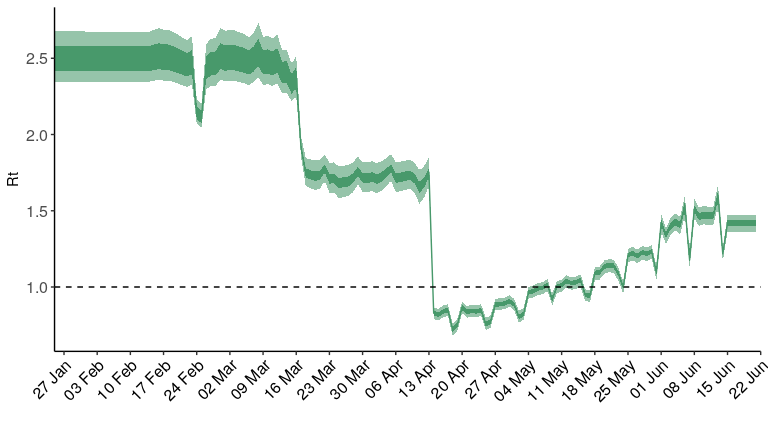 Rt
2.5
2.0
1.5
1.0
27 Jan
03 Feb
10 Feb
17 Feb
24 Feb
02 Mar
09 Mar
16 Mar
23 Mar
30 Mar
06 Apr
13 Apr
20 Apr
27 Apr
04 May
11 May
18 May
25 May
01 Jun
08 Jun
15 Jun
22 Jun